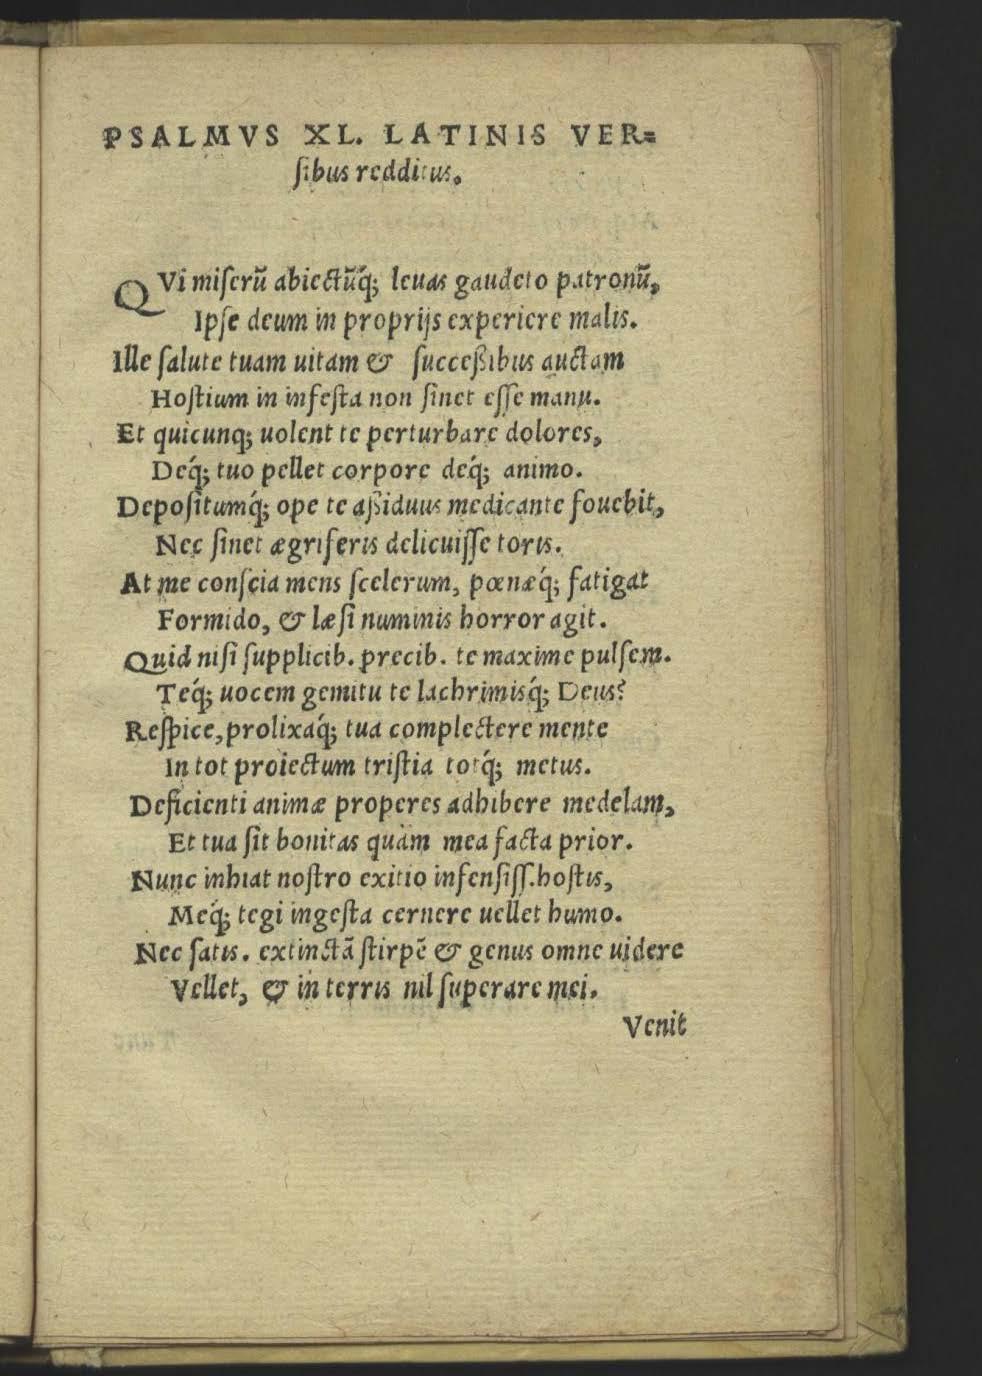 PSALMVS XL. LATINIS VER=
ſibus redditus.
QVi miſerũ abiectũq́; leuas gaudeto patronũ,
Ipſe deum in proprijs experiere malis.
Ille ſalute tuam uitam & ſucceßibus auctam
Hoſtium in infeſta non ſinet eſſe manu.
Et quicunq; uolent te perturbare dolores,
Deq́; tuo pellet corpore deq́; animo.
Depoſitumq́; ope te aßiduus medicante fouebit,
Nec ſinet ægriferis delicuiſſe toris.
At me conſcia mens ſcelerum, pœnæq́; fatigat
Formido, & læſi numinis horror agit.
Quid niſi ſupplicib. precib. te maxime pulſem.
Teq́; uocem gemitu te lachrimisq́; Deus?
Reſpice, prolixaq́; tua complectere mente
In tot proiectum triſtia totq́; metus.
Deficienti animæ properes adhibere medelam,
Et tua ſit bonitas quàm mea facta prior.
Nunc inhiat noſtro exitio infenſiſſ. hoſtis,
Meq́; tegi ingeſta cernere uellet humo.
Nec ſatis. extinctã ſtirpẽ & genus omne uidere
Vellet, & in terris nil ſuperare mei.
Venit